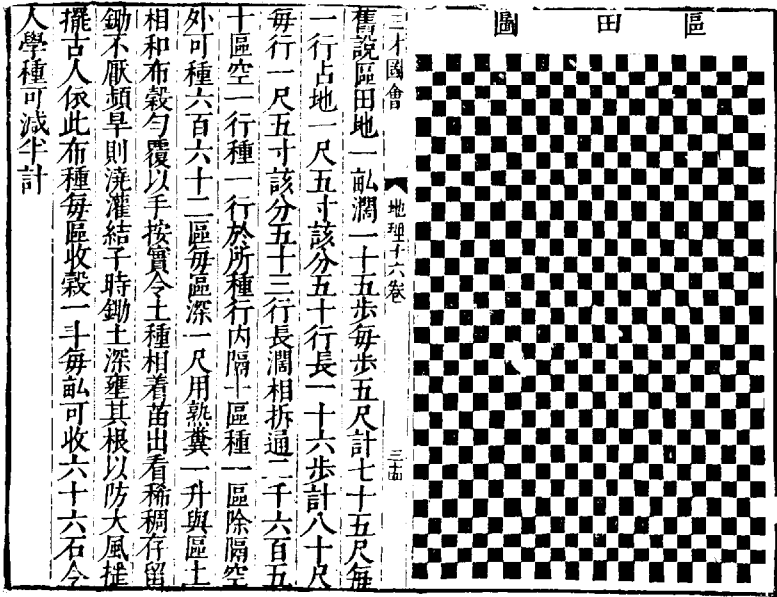 區田圖
三才圖會
地理十六卷
舊說區田地一畆濶一十五步每步五尺計七十五尺每
一行占地一尺五寸該分五十行長一十六步計八十尺
每行一尺五寸該分五十三行長濶相折通二千六百五
十區空一行種一行於所種行内隔一區種一區除隔空
外可種六百六十二區每區深一尺用熟糞一升與區土
相和布穀勻覆以手按實令土種相着苗出看稀稠存留
鋤不厭頻旱則澆灌結子時鋤土深壅其根以防大風揺
擺古人依此布種每區收穀一斗每畆可收六十六石今
人學種可減半計